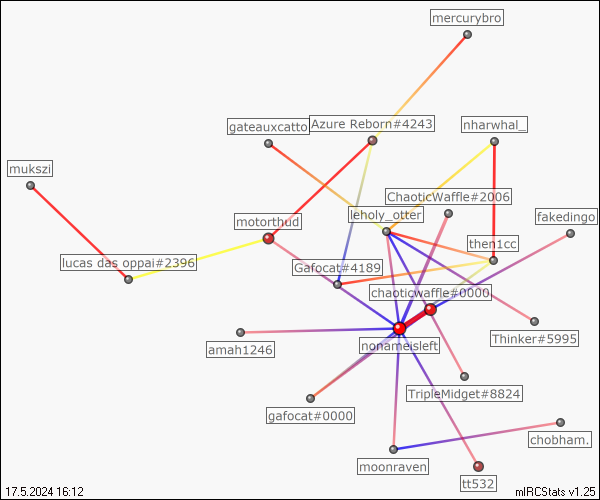 mercurybro
gateauxcatto
Azure Reborn#4243
nharwhal_
mukszi
ChaoticWaffle#2006
motorthud
leholy_otter
fakedingo
then1cc
lucas das oppai#2396
Gafocat#4189
chaoticwaffle#0000
amah1246
nonameisleft
Thinker#5995
TripleMidget#8824
gafocat#0000
chobham.
moonraven
tt532
17.5.2024 16:12
mIRCStats v1.25